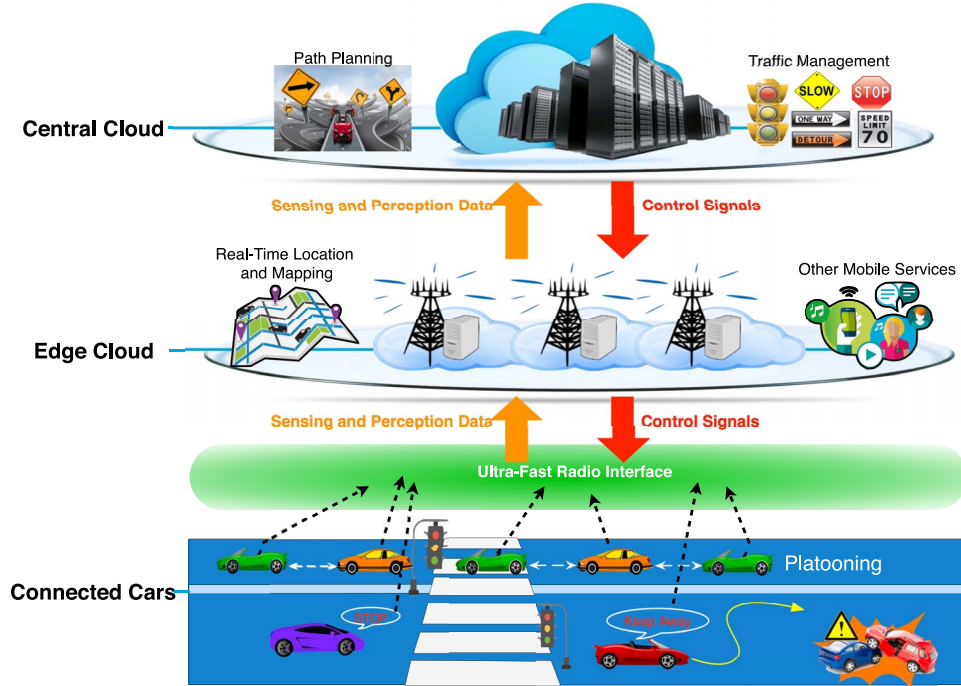 Path Planning
Traffic Management
SLOW
STOP
ONE WAY
SPEED
LIMIT
70
DETOUR
Central Cloud
Sensing and Perception Data
Control Signals
Real-Time Location
and Mapping
Other Mobile Services
Edge Cloud
Sensing and Perception Data
Control Signals
Ultra-Fast Radio Interface
Platooning
Connected Cars
STOP
Keep Away